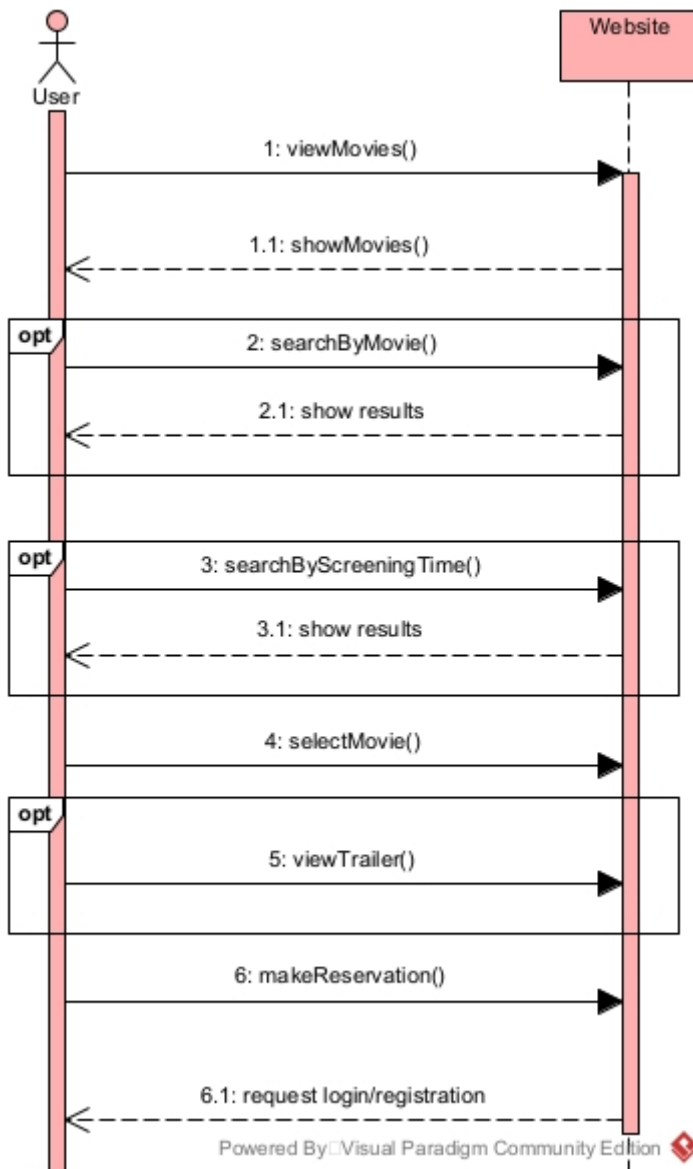 Website
User
1: viewMovies()
1.1: showMovies()
opt
2: searchByMovie()
2.1: show results
opt
3: searchByScreeningTime()
3.1: show results
4: selectMovie()
opt
5: viewTrailer()
6: makeReservation()
6.1: request login/registration
Powered By□Visual Paradigm Community Edition